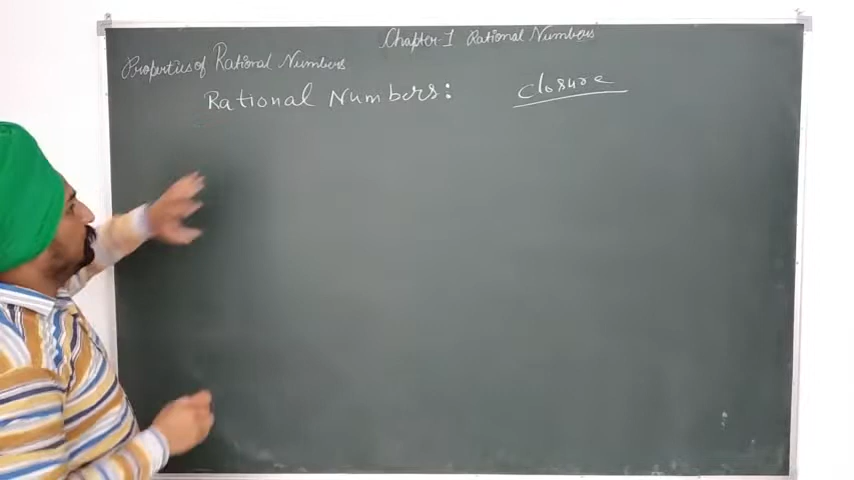 Chapter-1 Rational Numbers
Properties of Rational Numbers
Rational Numbers:
closure